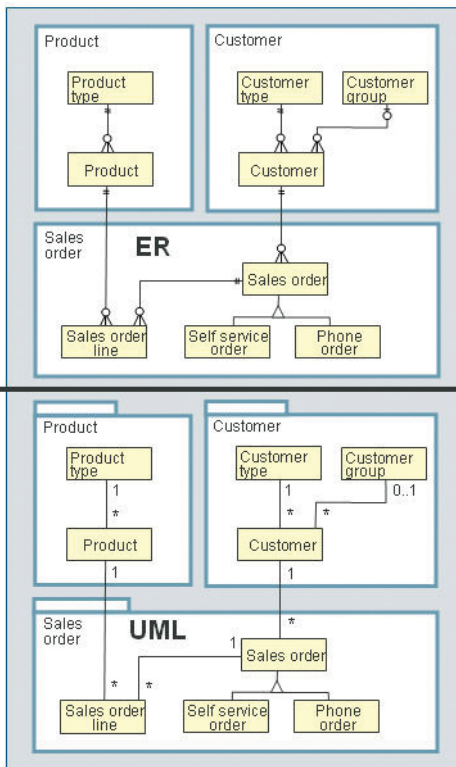 Product
Customer
Product
type
Customer
type
Customer
group
Product
Customer
Sales
order
ER
Sales order
Sales order
line
Self service
order
Phone
order
Product
Customer
Product
type
Customer
type
Customer
group
1
1
0..1
*
*
*
Product
Customer
1
1
Sales
order
UML
*
1
Sales order
*
*
Sales order
line
Self service
order
Phone
order